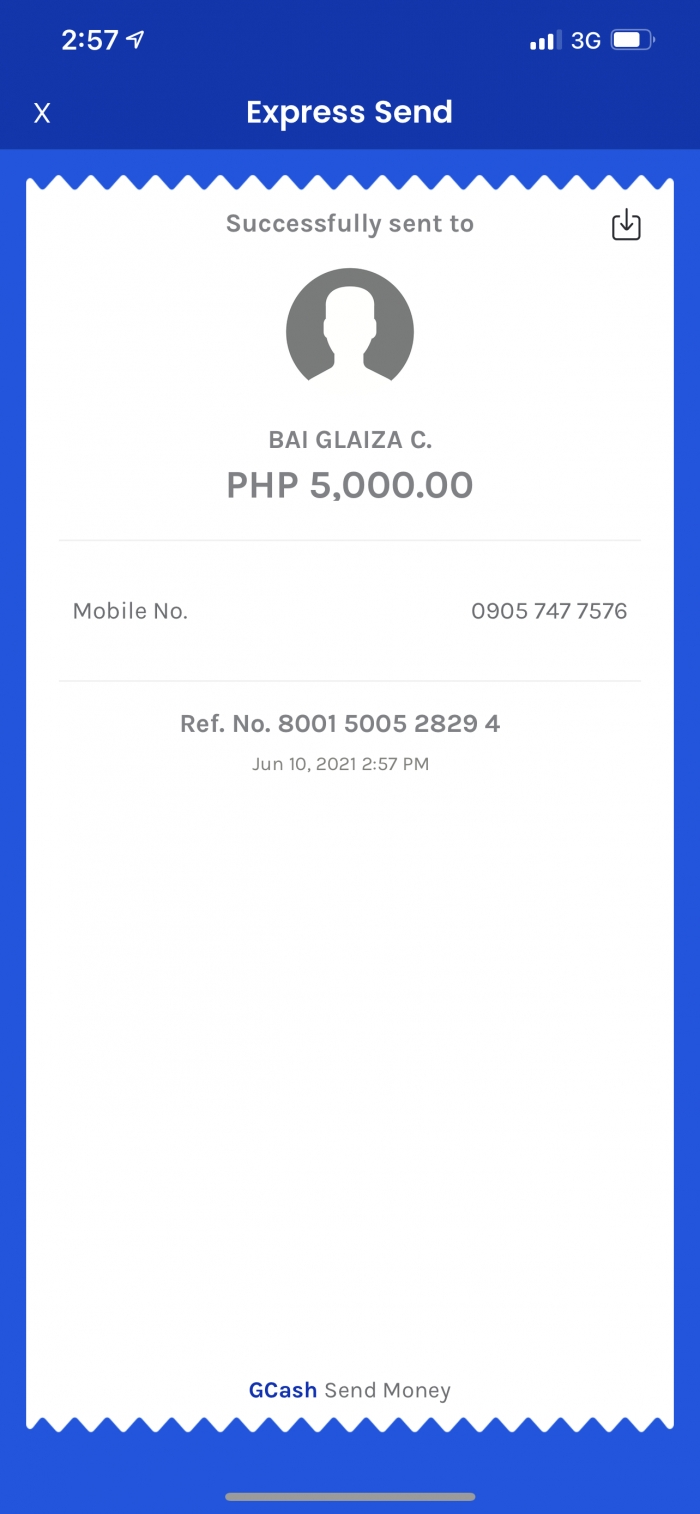 2:57 3G
X Express Send
Successfully sent to
BAI GLAIZA C.
PHP 5,000.00
Mobile No. 0905 747 7576
Ref. No. 8001 5005 2829 4
Jun 10, 2021 2:57 PM
GCash Send Money